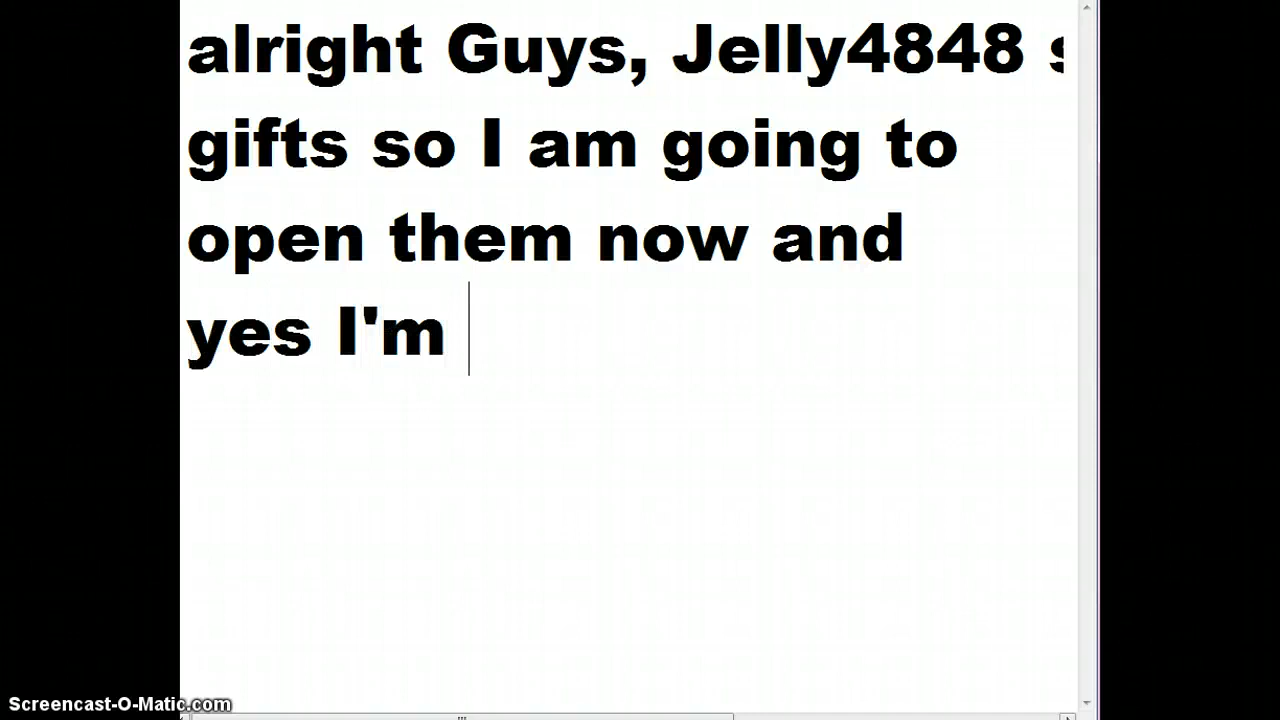 alright Guys, Jelly4848
gifts so I am going to
open them now and
yes I'm
Screencast-O-Matic.com